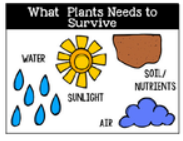 What Plants Needs to
Survive
WATER
SUNLIGHT
SOIL/
NUTRIENTS
AIR